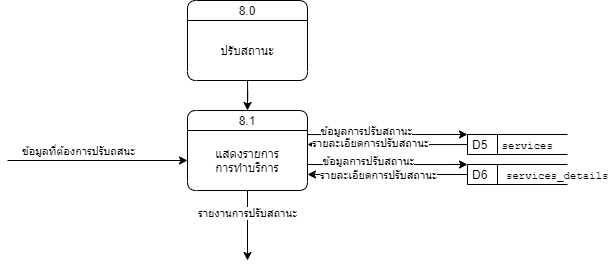 8.0
ปรับสถานะ
8.1
แสดงรายการ
การทำบริการ
ข้อมูลที่ต้องการปรับถสนะ
ข้อมูลการปรับสถานะ
รายละเอียดการปรับสถานะ
D5 services
ข้อมูลการปรับสถานะ
รายละเอียดการปรับสถานะ
D6 services_details
รายงานการปรับสถานะ